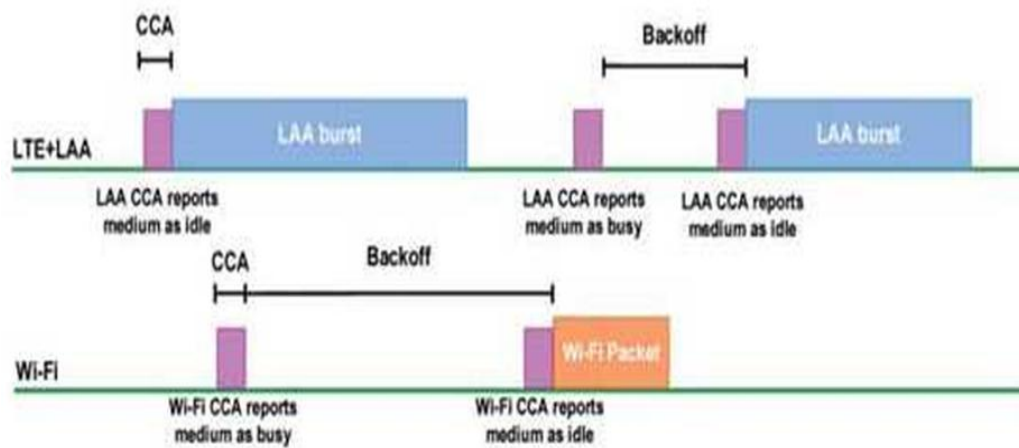 CCA
Backoff
LAA burst
LAA burst
LTE+LAA
LAA CCA reports
medium as idle
LAA CCA reports
medium as busy
LAA CCA reports
medium as idle
CCA
Backoff
Wi-Fi Packet
Wi-Fi
Wi-Fi CCA reports
medium as busy
Wi-Fi CCA reports
medium as idle